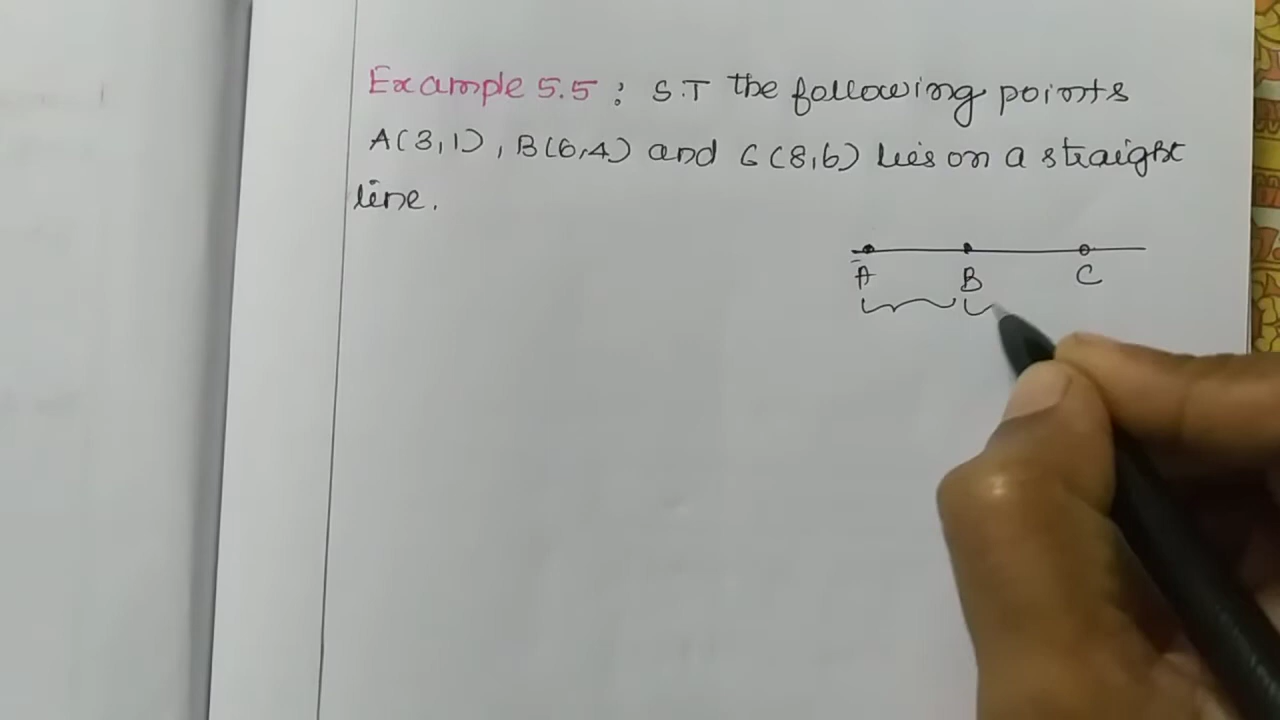 Example 5.5 : S.T the following points
A(3,1), B(6,4) and C(8,6) lies on a straight
line.
A B C